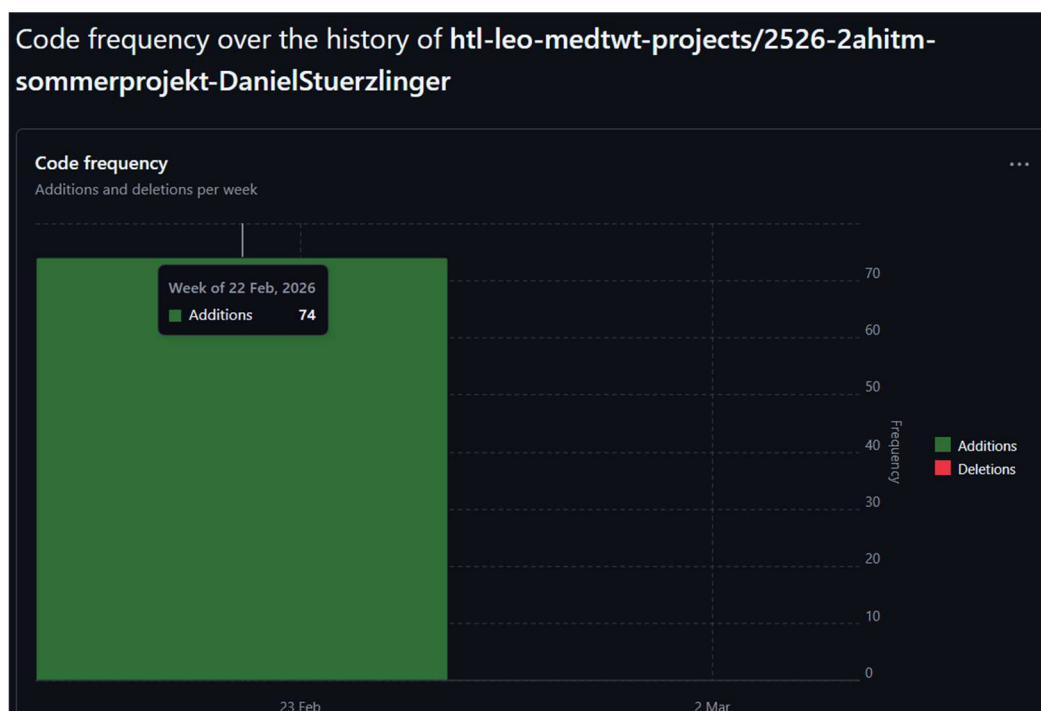 Code frequency over the history of htl-leo-medtwt-projects/2526-2ahitm-
sommerprojekt-DanielStuerzlinger
Code frequency
Additions and deletions per week
Week of 22 Feb, 2026
Additions 74
70
60
50
40
30
20
10
0
Frequency
Additions
Deletions
23 Feb
2 Mar